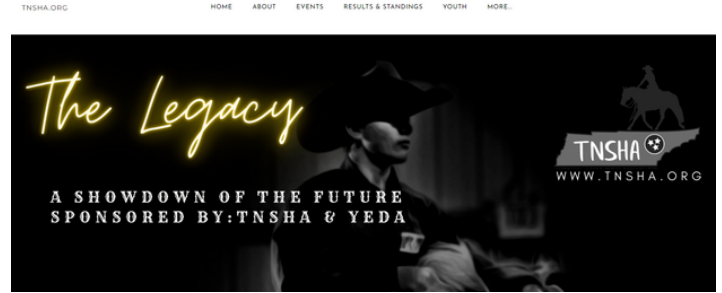 TNSHA.ORG
HOME ABOUT EVENTS RESULTS & STANDINGS YOUTH MORE...
The Legacy
A SHOWDOWN OF THE FUTURE
SPONSORED BY:TNSHA & YEDA
TNSHA
WWW.TNSHA.ORG